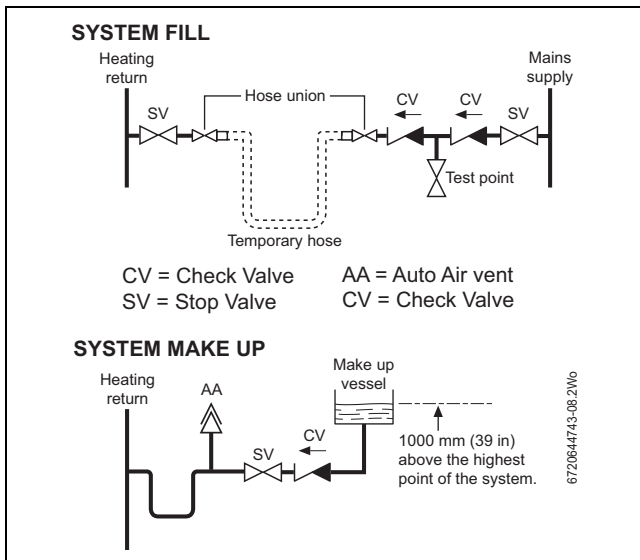 SYSTEM FILL
Heating
return
Mains
supply
SV
Hose union
CV
CV
SV
Test point
Temporary hose
CV = Check Valve
SV = Stop Valve
AA = Auto Air vent
CV = Check Valve
SYSTEM MAKE UP
Heating
return
AA
SV
CV
Make up
vessel
1000 mm (39 in)
above the highest
point of the system.
6720644743-08.2Wo